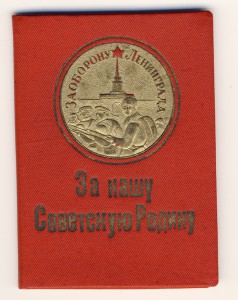 ЗА ОБОРОНУ ЛЕНИНГРАДА
За нашу
Советскую Родину